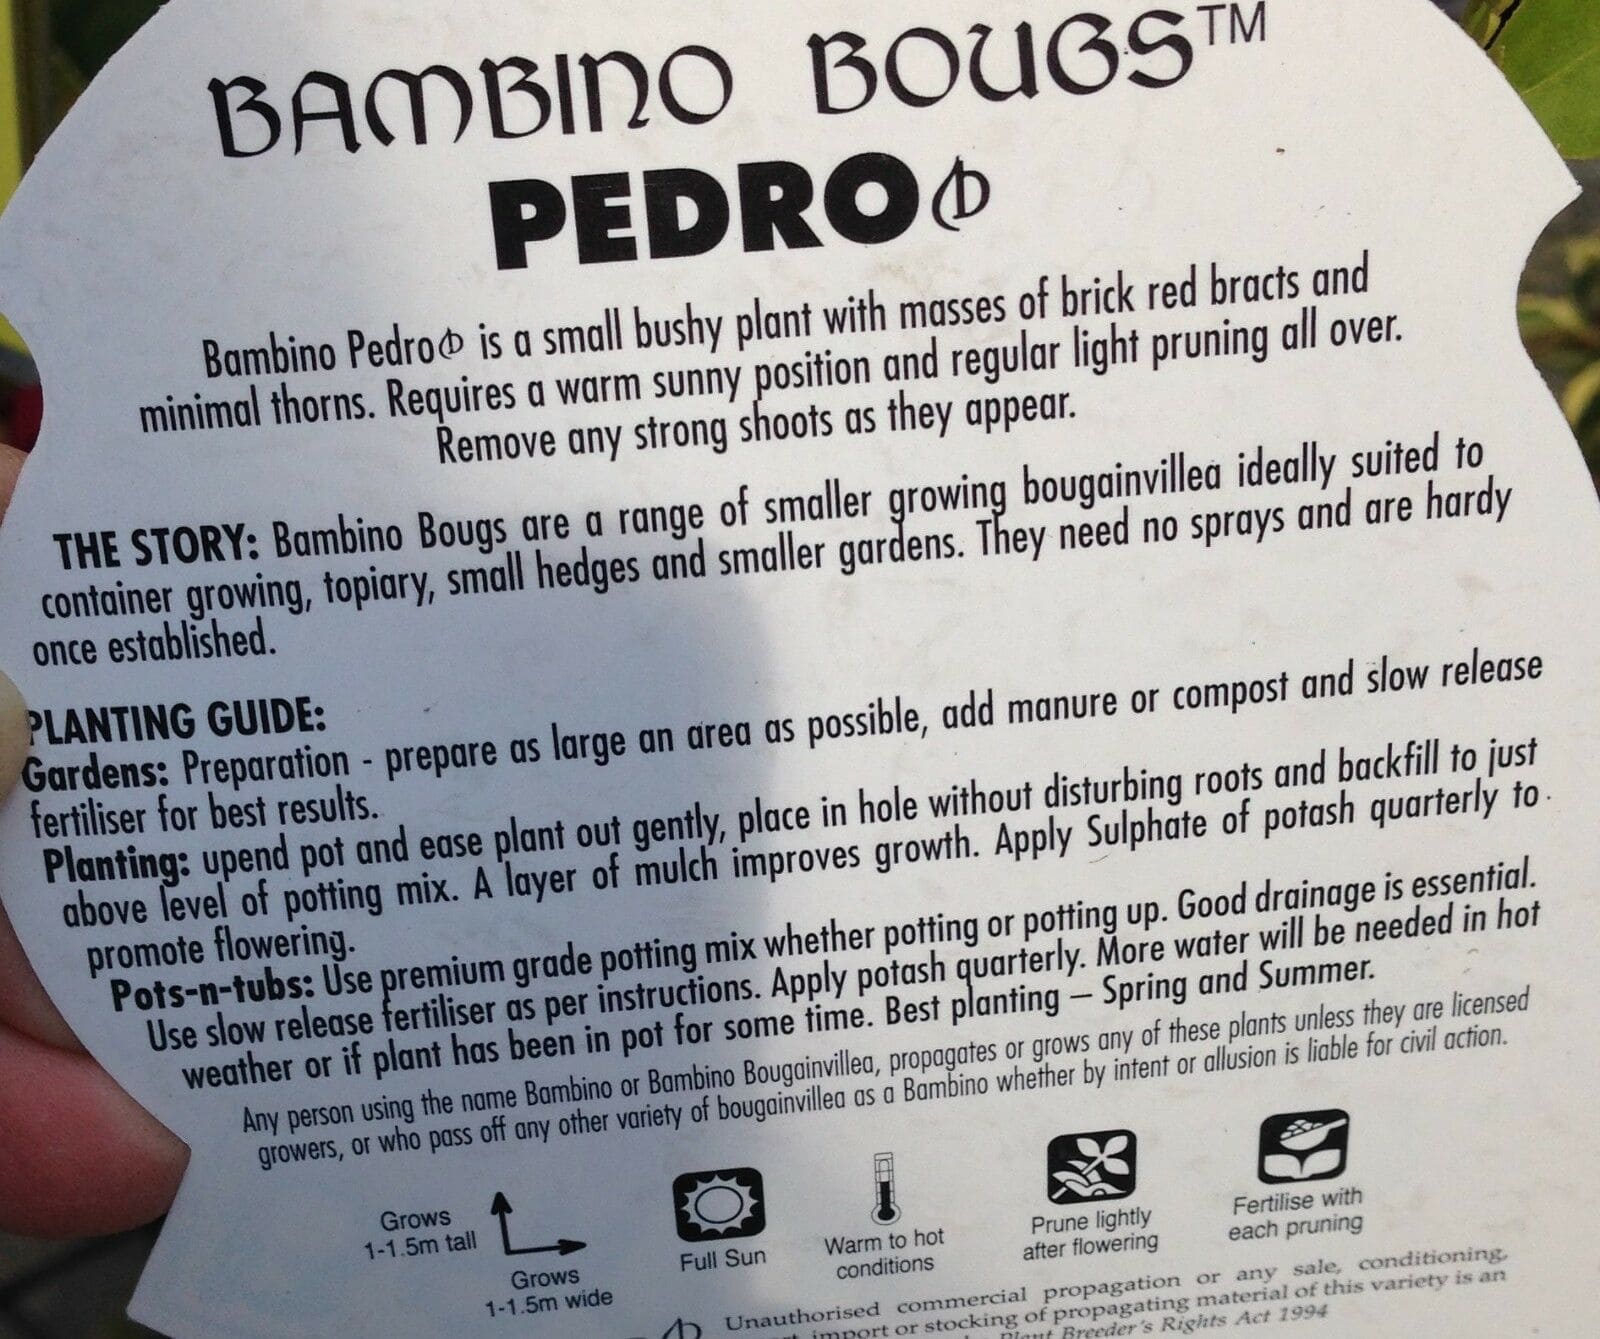 BAMBINO BOUGS™
PEDRO
Bambino Pedro is a small bushy plant with masses of brick red bracts and
minimal thorns. Requires a warm sunny position and regular light pruning all over.
Remove any strong shoots as they appear.
THE STORY: Bambino Bougs are a range of smaller growing bougainvillea ideally suited to
container growing, topiary, small hedges and smaller gardens. They need no sprays and are hardy
once established.
PLANTING GUIDE:
Gardens: Preparation - prepare as large an area as possible, add manure or compost and slow release
fertiliser for best results.
Planting: upend pot and ease plant out gently, place in hole without disturbing roots and backfill to just
above level of potting mix. A layer of mulch improves growth. Apply Sulphate of potash quarterly to
promote flowering.
Pots-n-tubs: Use premium grade potting mix whether potting or potting up. Good drainage is essential.
Use slow release fertiliser as per instructions. Apply potash quarterly. More water will be needed in hot
weather or if plant has been in pot for some time. Best planting – Spring and Summer.
Any person using the name Bambino or Bambino Bougainvillea, propagates or grows any of these plants unless they are licensed
growers, or who pass off any other variety of bougainvillea as a Bambino whether by intent or allusion is liable for civil action.
Grows
1-1.5m tall
Grows
1-1.5m wide
Full Sun
Warm to hot
conditions
Prune lightly
after flowering
Fertilise with
each pruning
Unauthorised commercial propagation or any sale, conditioning,
import or stocking of propagating material of this variety is an
Plant Breeder's Rights Act 1994